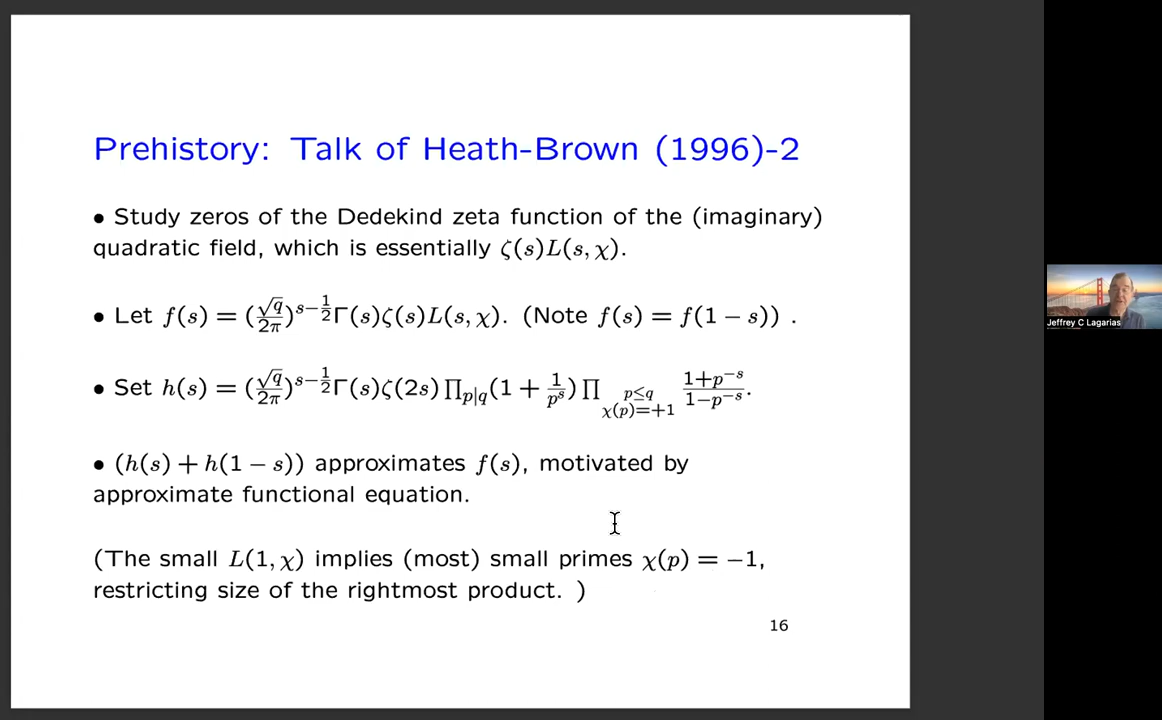 Prehistory: Talk of Heath-Brown (1996)-2
• Study zeros of the Dedekind zeta function of the (imaginary)
quadratic field, which is essentially ζ(s)L(s, χ).
• Let f(s) = (√q/2π)^{s−1/2} Γ(s)ζ(s)L(s, χ). (Note f(s) = f(1 − s)) .
• Set h(s) = (√q/2π)^{s−1/2} Γ(s)ζ(2s) ∏_{p|q}(1 + 1/p^s) ∏_{p≤q, χ(p)=+1} (1+p^{−s})/(1−p^{−s}).
• (h(s) + h(1 − s)) approximates f(s), motivated by
approximate functional equation.
(The small L(1, χ) implies (most) small primes χ(p) = −1,
restricting size of the rightmost product. )
16
Jeffrey C Lagarias